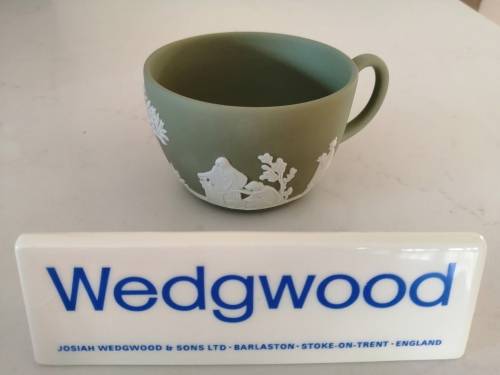 Wedgwood
JOSIAH WEDGWOOD & SONS LTD · BARLASTON · STOKE-ON-TRENT · ENGLAND